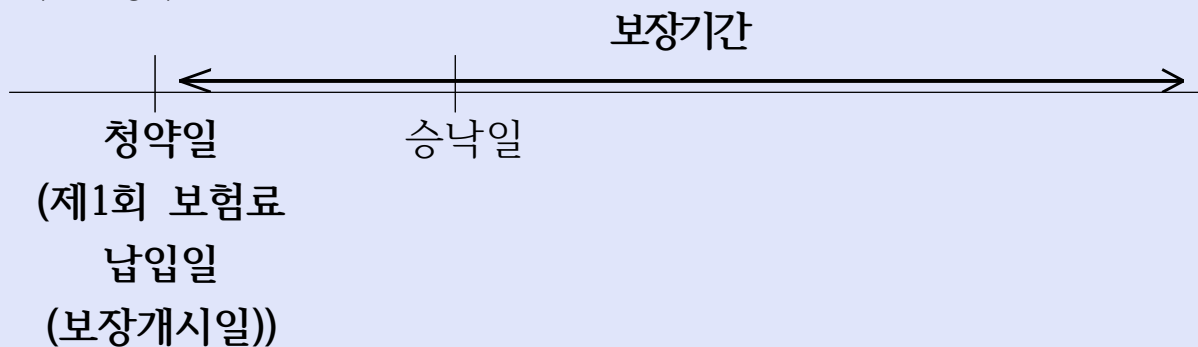 보장기간
청약일
승낙일
(제1회 보험료
납입일
(보장개시일))